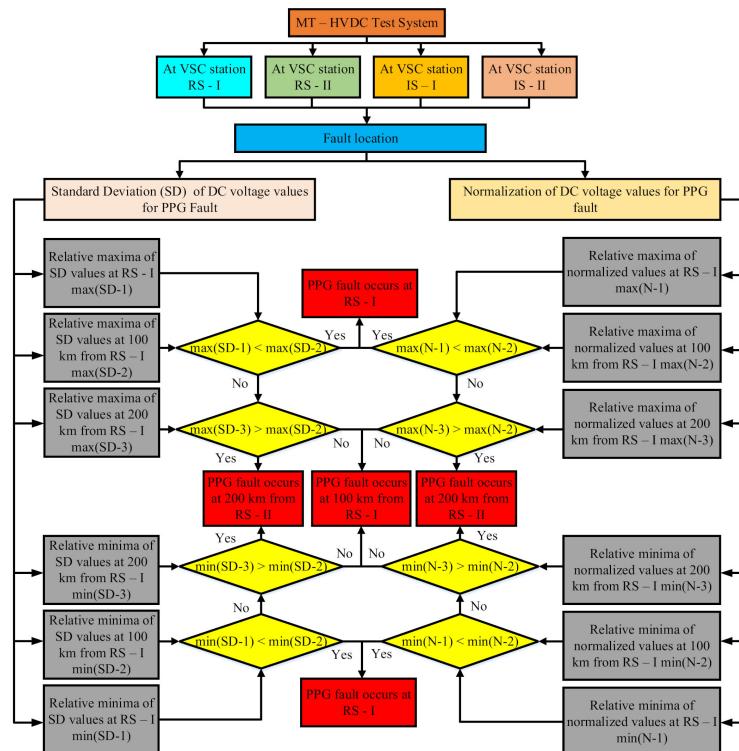 MT – HVDC Test System
At VSC station
RS - I
At VSC station
RS - II
At VSC station
IS – I
At VSC station
IS - II
Fault location
Standard Deviation (SD) of DC voltage values
for PPG Fault
Normalization of DC voltage values for PPG
fault
Relative maxima of
SD values at RS - I
max(SD-1)
PPG fault occurs at
RS - I
Relative maxima of
normalized values at RS – I
max(N-1)
Relative maxima of
SD values at 100
km from RS – I
max(SD-2)
max(SD-1) < max(SD-2)
Yes
Yes
max(N-1) < max(N-2)
Relative maxima of
normalized values at 100
km from RS – I max(N-2)
No
No
Relative maxima of
SD values at 200
km from RS – I
max(SD-3)
max(SD-3) > max(SD-2)
No
No
max(N-3) > max(N-2)
Relative maxima of
normalized values at 200
km from RS – I max(N-3)
Yes
Yes
PPG fault occurs
at 200 km from
RS - II
PPG fault occurs
at 100 km from
RS - I
PPG fault occurs
at 200 km from
RS - II
Yes
Yes
Relative minima of
SD values at 200
km from RS – I
min(SD-3)
min(SD-3) > min(SD-2)
No
No
min(N-3) > min(N-2)
Relative minima of
normalized values at 200
km from RS – I min(N-3)
No
No
Relative minima of
SD values at 100
km from RS – I
min(SD-2)
min(SD-1) < min(SD-2)
Yes
Yes
min(N-1) < min(N-2)
Relative minima of
normalized values at 100
km from RS – I min(N-2)
Relative minima of
SD values at RS – I
min(SD-1)
PPG fault occurs at
RS - I
Relative minima of
normalized values at RS – I
min(N-1)